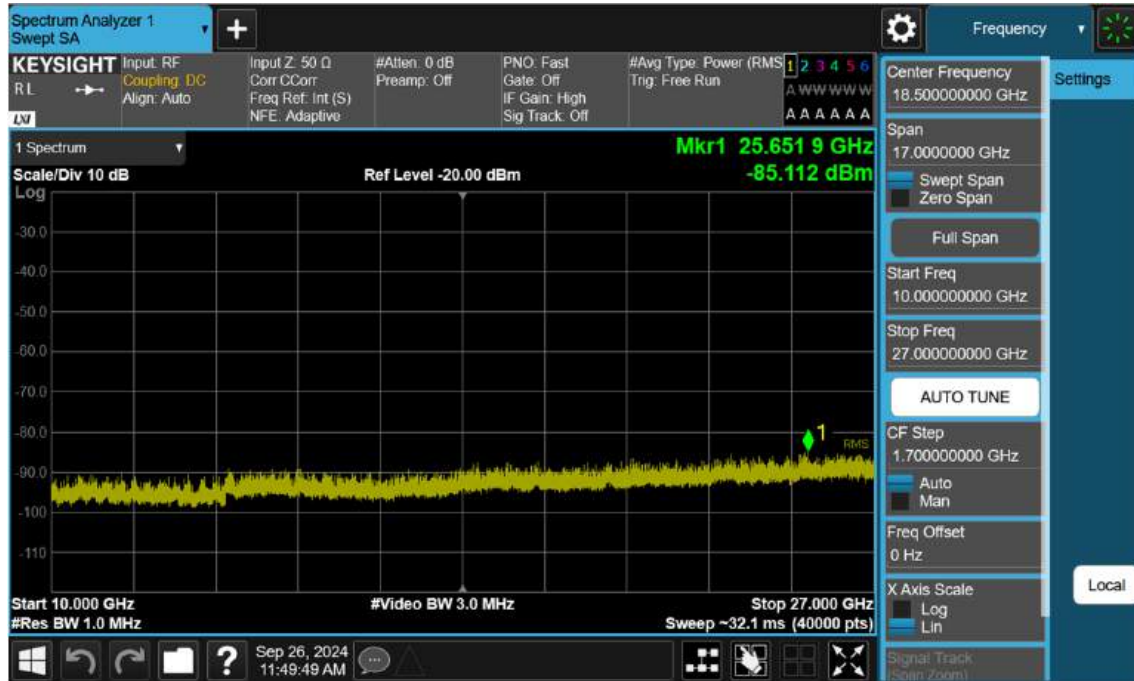 Spectrum Analyzer 1
Swept SA
+
Frequency
KEYSIGHT
RL
LXI
Input: RF
Coupling: DC
Align: Auto
Input Z: 50 Ω
Corr CCorr
Freq Ref: Int (S)
NFE: Adaptive
#Atten: 0 dB
Preamp: Off
PNO: Fast
Gate: Off
IF Gain: High
Sig Track: Off
#Avg Type: Power (RMS
Trig: Free Run
1 2 3 4 5 6
A W W W W W
A A A A A A
1 Spectrum
Scale/Div 10 dB
Ref Level -20.00 dBm
Mkr1 25.651 9 GHz
-85.112 dBm
Log
-30.0
-40.0
-50.0
-60.0
-70.0
-80.0
-90.0
-100
-110
1
RMS
Start 10.000 GHz
#Video BW 3.0 MHz
Stop 27.000 GHz
#Res BW 1.0 MHz
Sweep ~32.1 ms (40000 pts)
Sep 26, 2024
11:49:49 AM
?
Center Frequency
18.500000000 GHz
Settings
Span
17.0000000 GHz
Swept Span
Zero Span
Full Span
Start Freq
10.000000000 GHz
Stop Freq
27.000000000 GHz
AUTO TUNE
CF Step
1.700000000 GHz
Auto
Man
Freq Offset
0 Hz
X Axis Scale
Log
Lin
Local
Signal Track
(Span Zoom)